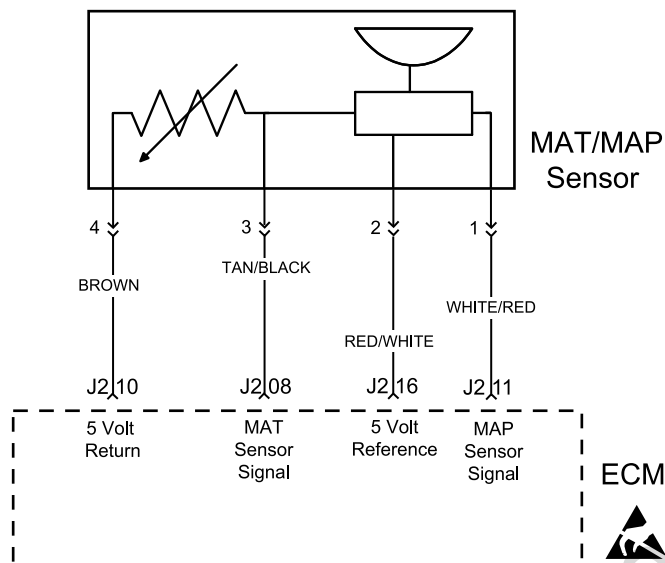 MAT/MAP
Sensor
4
3
2
1
BROWN
TAN/BLACK
RED/WHITE
WHITE/RED
J2 10
J2 08
J2 16
J2 11
5 Volt
Return
MAT
Sensor
Signal
5 Volt
Reference
MAP
Sensor
Signal
ECM